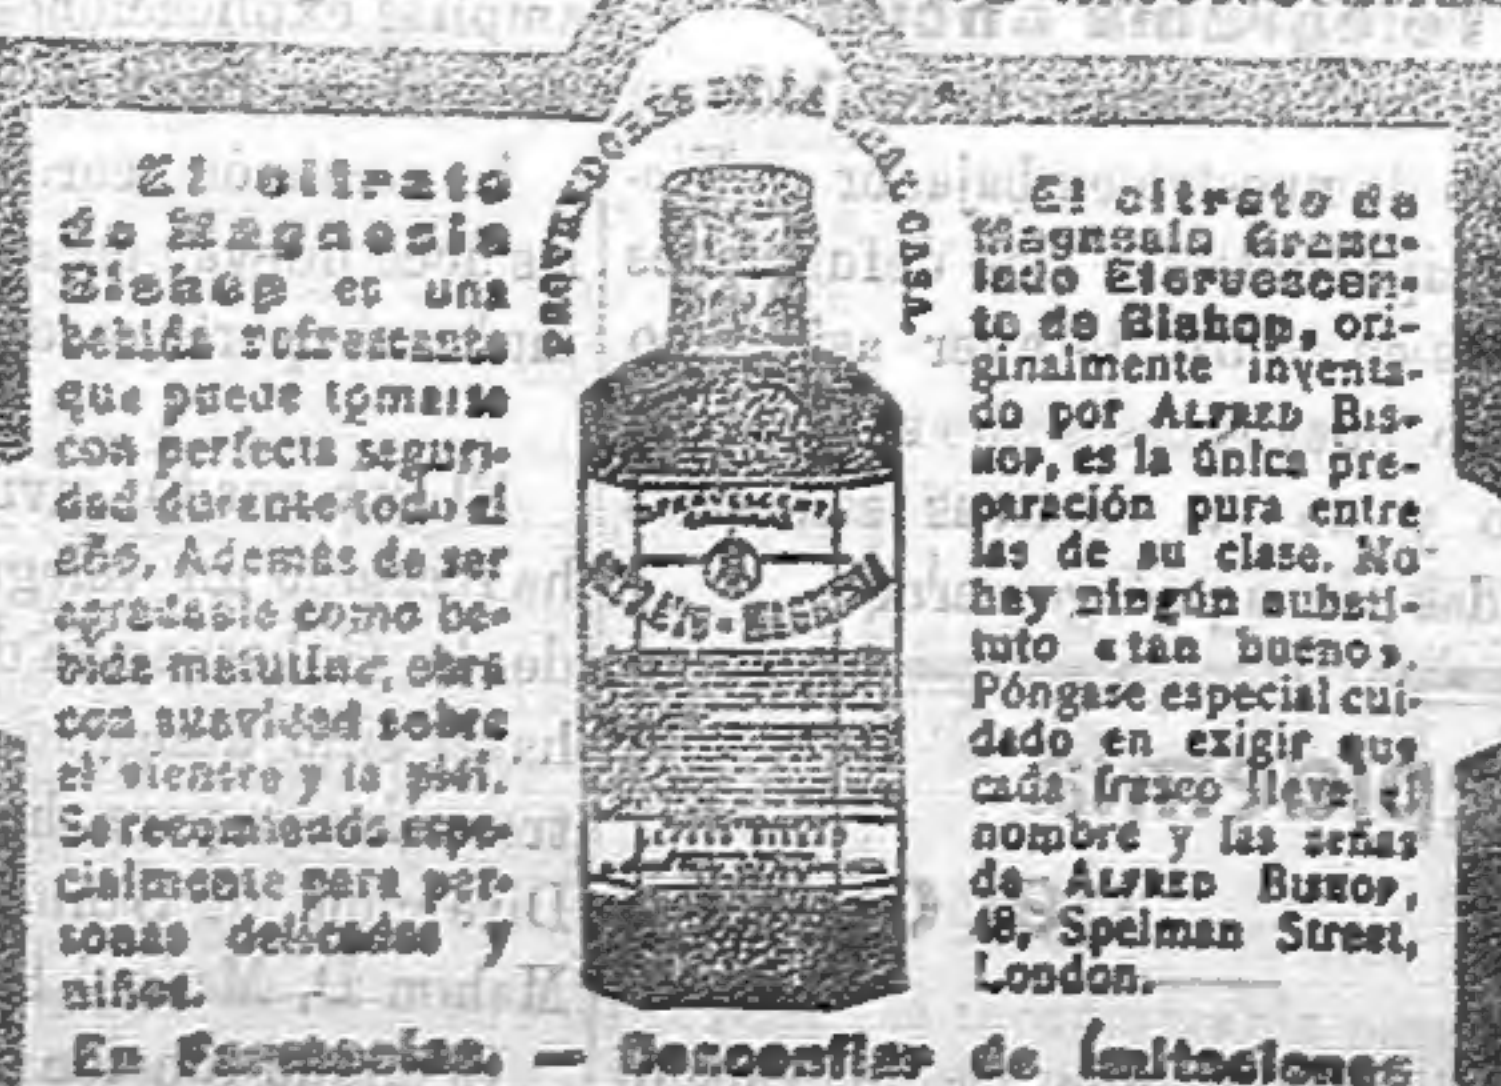 PROVEEDORES DE LA REAL CASA.
El citrato
de Magnesia
Bishop es una
bebida refrescante
que puede tomarse
con perfecta seguri-
dad durante todo el
año. Además de ser
agradable como be-
bida matutina, obra
con suavidad sobre
el vientre y la piel.
Se recomienda espe-
cialmente para per-
sonas delicadas y
niños.
El citrato de
Magnesia Granu-
lado Efervescen-
te de Bishop, ori-
ginalmente inventa-
do por ALFRED BIS-
HOP, es la única pre-
paración pura entre
las de su clase. No
hay ningún substi-
tuto «tan bueno».
Póngase especial cui-
dado en exigir que
cada frasco lleve el
nombre y las señas
de ALFRED BISHOP,
48, Spelman Street,
London.
En Farmacias. — Desconfiar de imitaciones